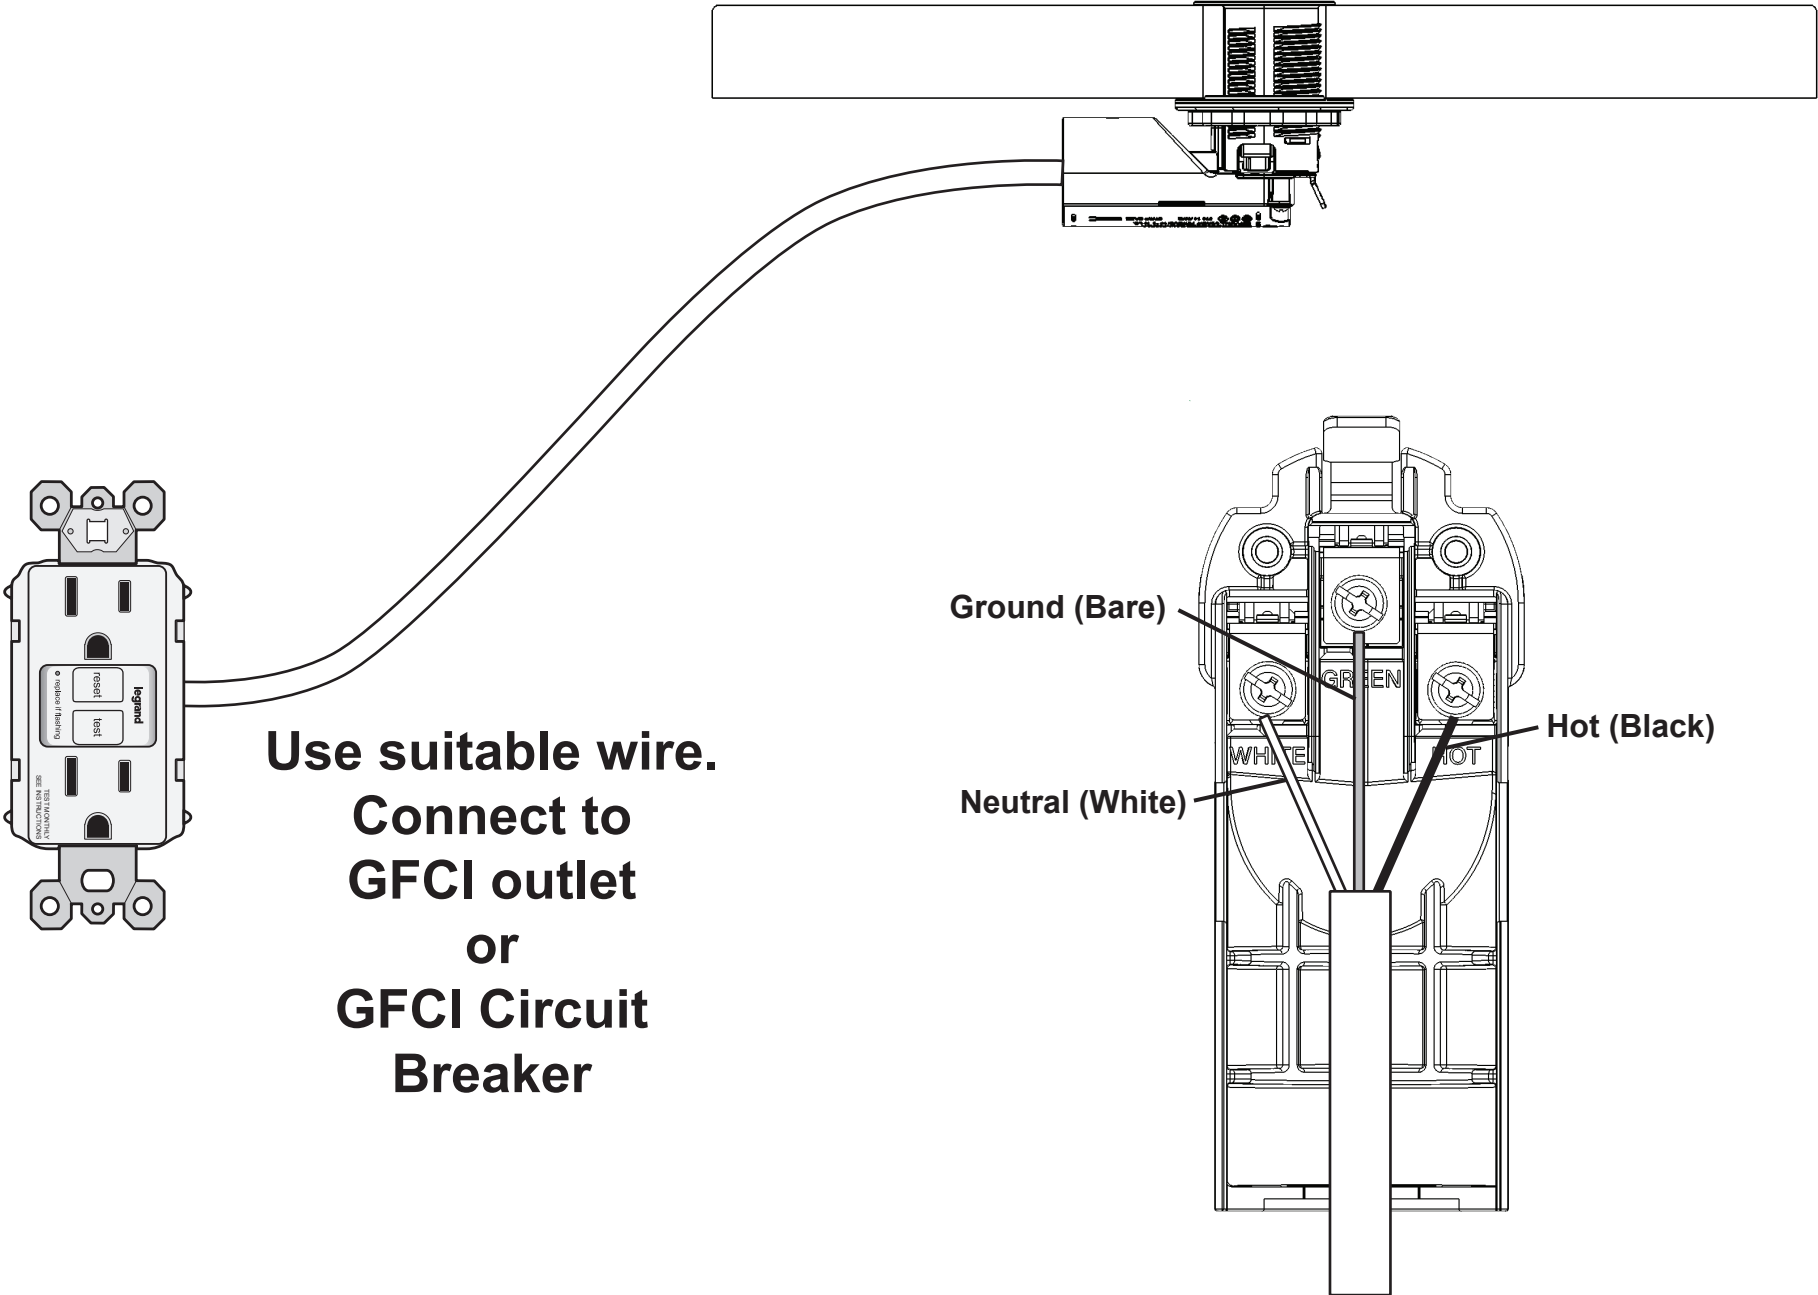 legrand
reset
test
replace if flashing
TEST MONTHLY
SEE INSTRUCTIONS
Use suitable wire.
Connect to
GFCI outlet
or
GFCI Circuit
Breaker
Ground (Bare)
GREEN
Hot (Black)
WHITE
HOT
Neutral (White)